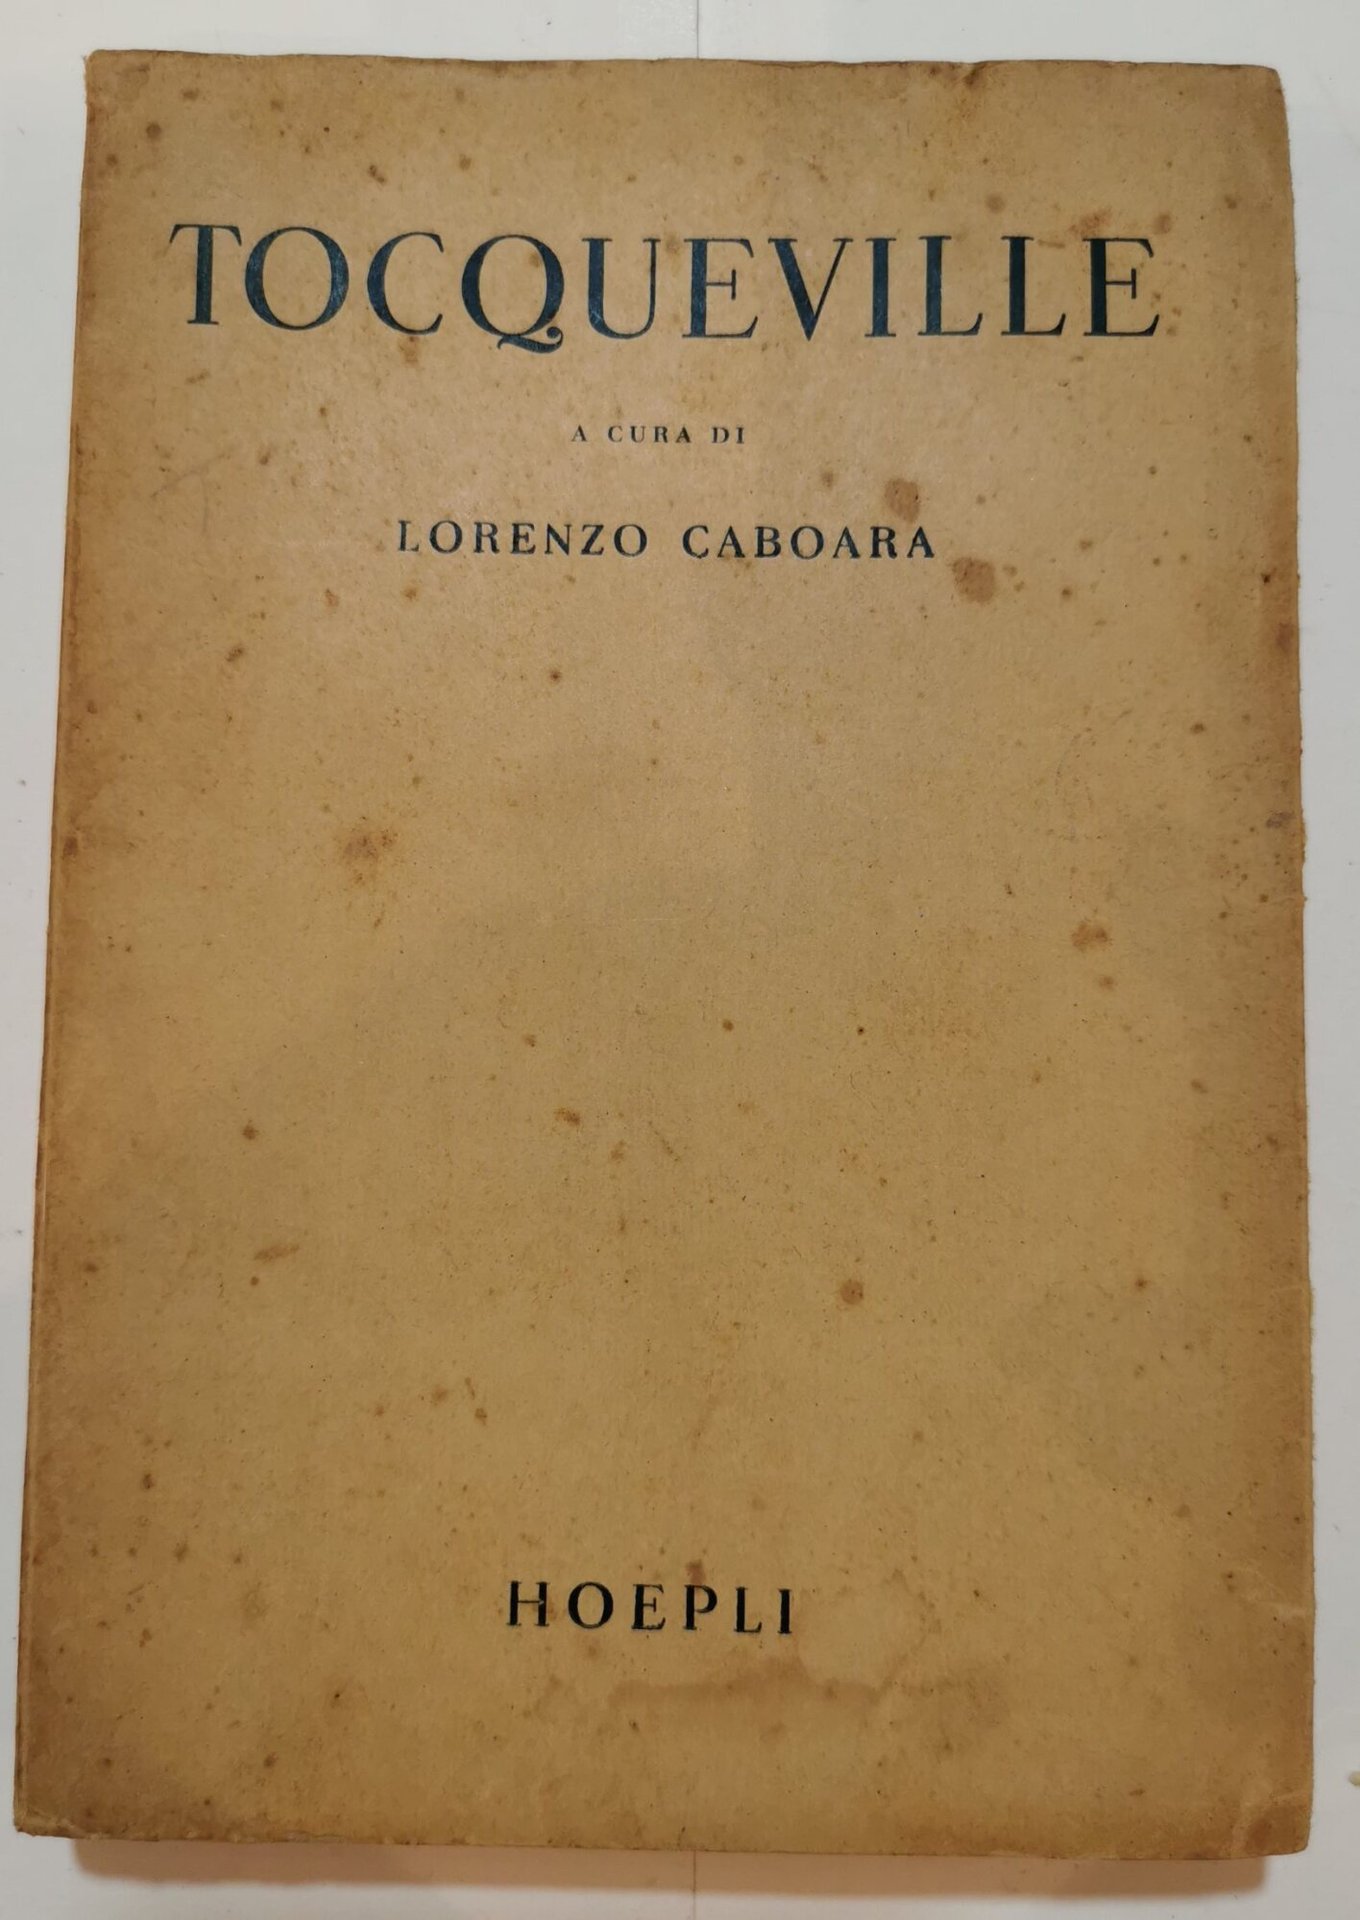 TOCQUEVILLE
A CURA DI
LORENZO CABOARA
HOEPLI